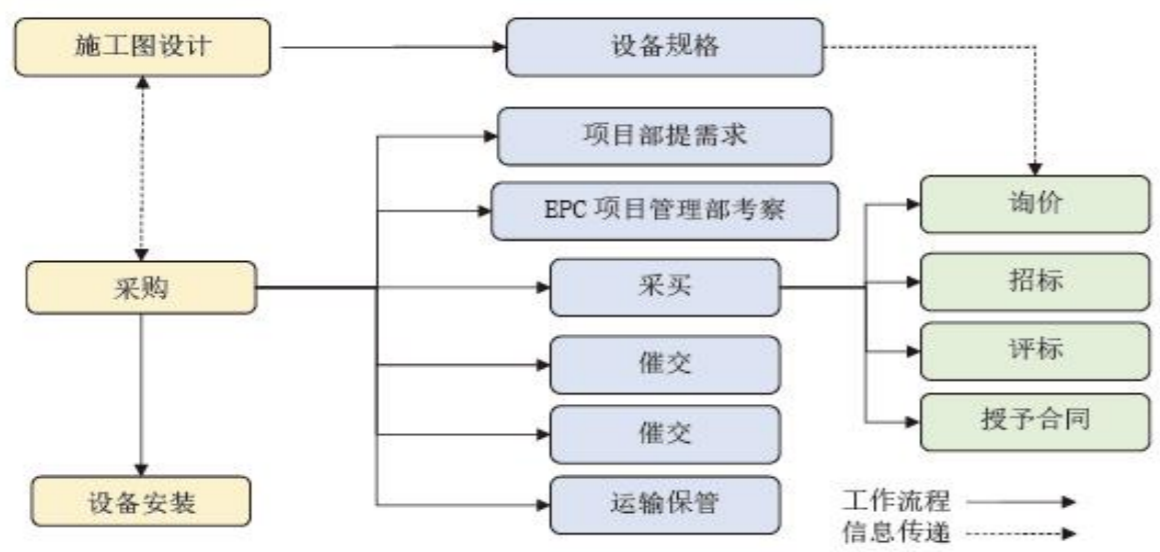 施工图设计
设备规格
项目部提需求
EPC 项目管理部考察
询价
采购
采买
招标
催交
评标
催交
授予合同
设备安装
运输保管
工作流程
信息传递